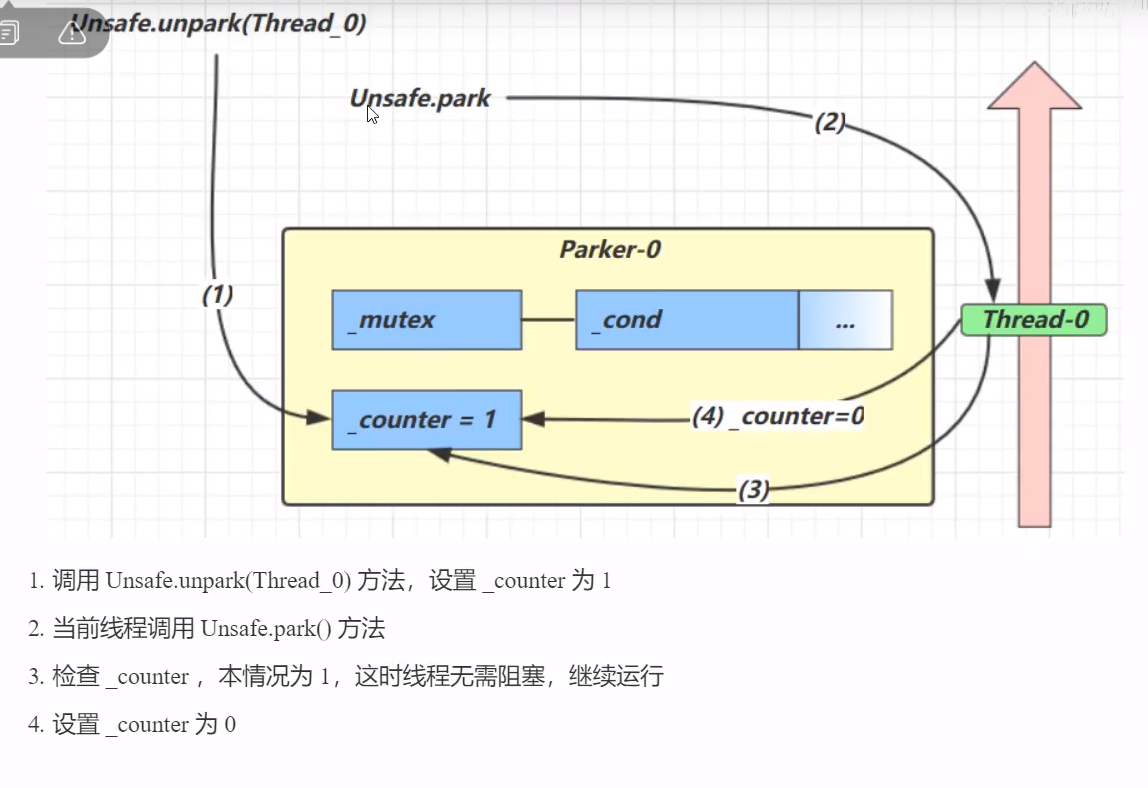 Unsafe.unpark(Thread_0)
Unsafe.park
(2)
Parker-0
(1)
_mutex
_cond
...
Thread-0
_counter = 1
(4) _counter=0
(3)
1. 调用 Unsafe.unpark(Thread_0) 方法，设置 _counter 为 1
2. 当前线程调用 Unsafe.park() 方法
3. 检查 _counter ，本情况为 1，这时线程无需阻塞，继续运行
4. 设置 _counter 为 0